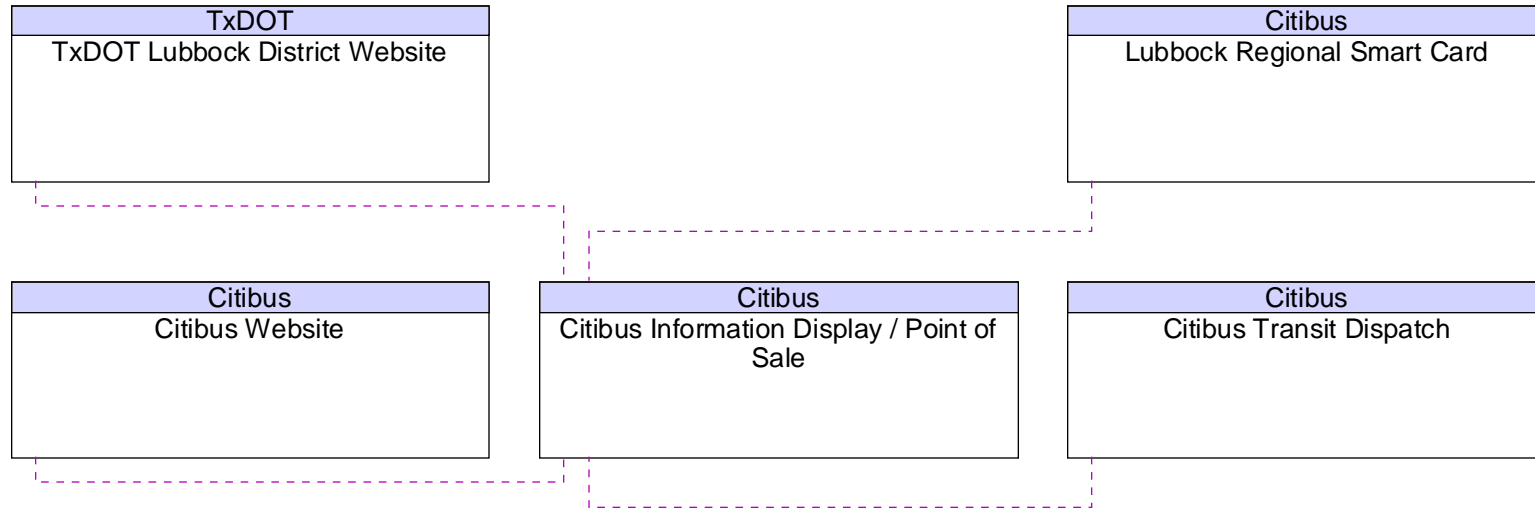 TxDOT
TxDOT Lubbock District Website
Citibus
Lubbock Regional Smart Card
Citibus
Citibus Website
Citibus
Citibus Information Display / Point of
Sale
Citibus
Citibus Transit Dispatch